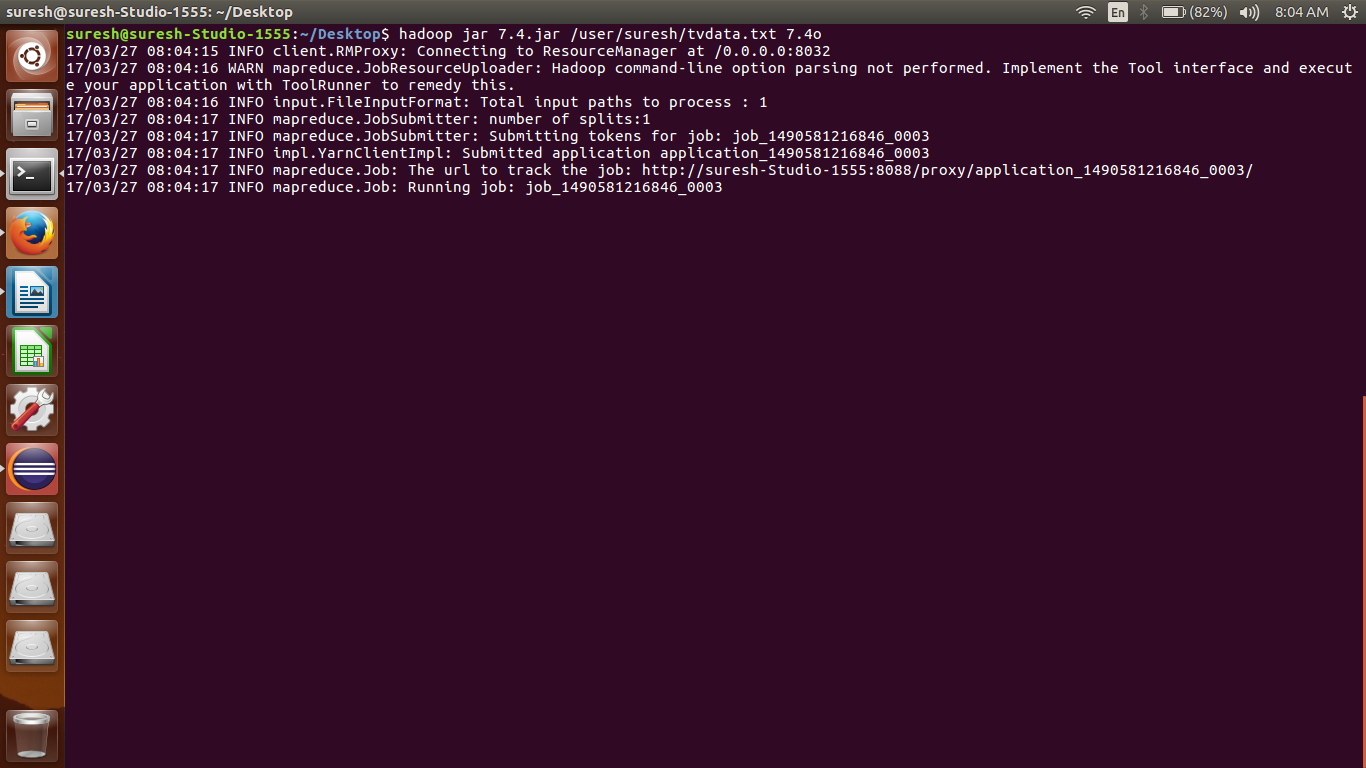 suresh@suresh-Studio-1555: ~/Desktop
En
(82%)
8:04 AM
suresh@suresh-Studio-1555:~/Desktop$ hadoop jar 7.4.jar /user/suresh/tvdata.txt 7.4o
17/03/27 08:04:15 INFO client.RMProxy: Connecting to ResourceManager at /0.0.0.0:8032
17/03/27 08:04:16 WARN mapreduce.JobResourceUploader: Hadoop command-line option parsing not performed. Implement the Tool interface and execut
e your application with ToolRunner to remedy this.
17/03/27 08:04:16 INFO input.FileInputFormat: Total input paths to process : 1
17/03/27 08:04:17 INFO mapreduce.JobSubmitter: number of splits:1
17/03/27 08:04:17 INFO mapreduce.JobSubmitter: Submitting tokens for job: job_1490581216846_0003
17/03/27 08:04:17 INFO impl.YarnClientImpl: Submitted application application_1490581216846_0003
17/03/27 08:04:17 INFO mapreduce.Job: The url to track the job: http://suresh-Studio-1555:8088/proxy/application_1490581216846_0003/
17/03/27 08:04:17 INFO mapreduce.Job: Running job: job_1490581216846_0003